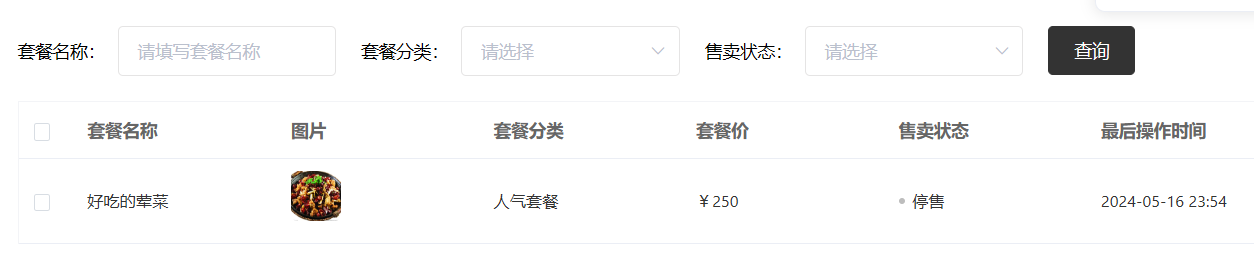 套餐名称: 请填写套餐名称 套餐分类: 请选择 售卖状态: 请选择 查询
套餐名称 图片 套餐分类 套餐价 售卖状态 最后操作时间
好吃的荤菜 人气套餐 ￥250 停售 2024-05-16 23:54